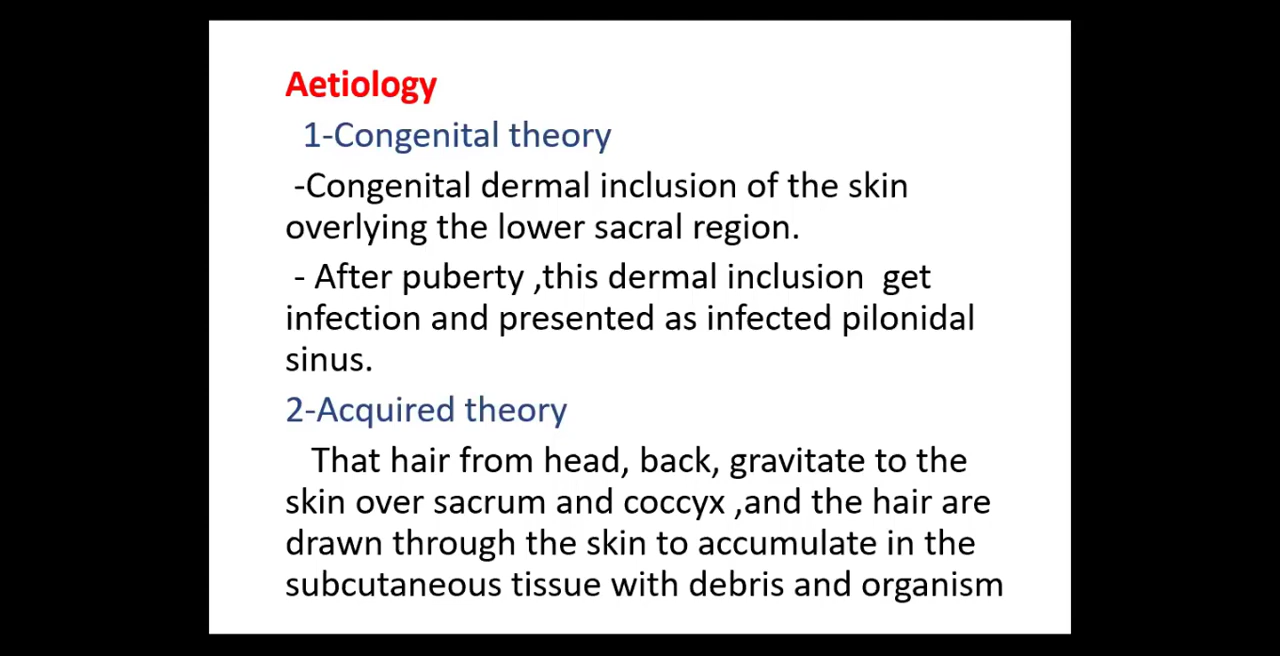 Aetiology
1-Congenital theory
-Congenital dermal inclusion of the skin
overlying the lower sacral region.
- After puberty ,this dermal inclusion  get
infection and presented as infected pilonidal
sinus.
2-Acquired theory
That hair from head, back, gravitate to the
skin over sacrum and coccyx ,and the hair are
drawn through the skin to accumulate in the
subcutaneous tissue with debris and organism